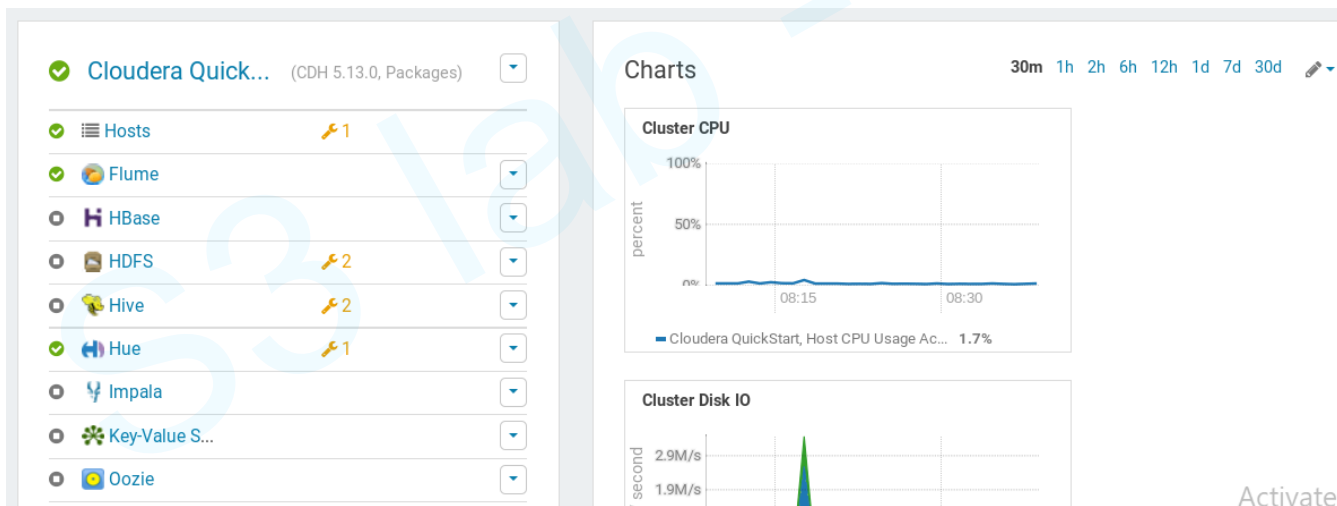 Cloudera Quick... (CDH 5.13.0, Packages)
Hosts 1
Flume
HBase
HDFS 2
Hive 2
Hue 1
Impala
Key-Value S...
Oozie
Charts
30m 1h 2h 6h 12h 1d 7d 30d
Cluster CPU
percent
100%
50%
0%
08:15 08:30
Cloudera QuickStart, Host CPU Usage Ac... 1.7%
Cluster Disk IO
second
2.9M/s
1.9M/s
Activate
S3 lab -